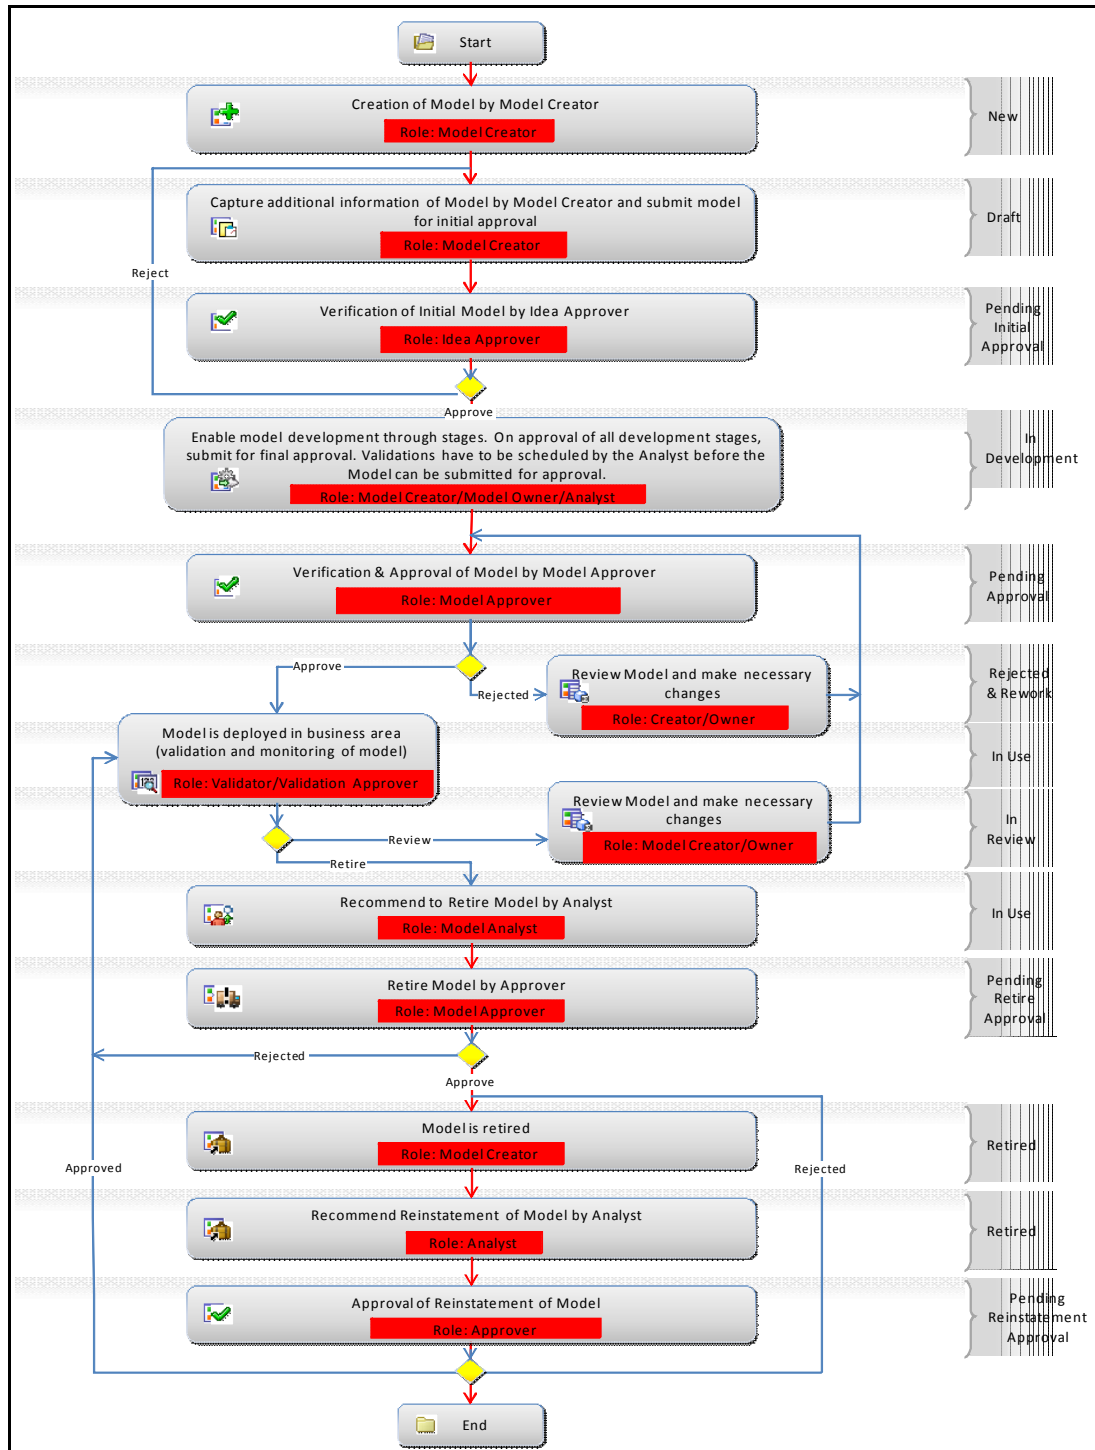 Start
Creation of Model by Model Creator
Role: Model Creator
New
Capture additional information of Model by Model Creator and submit model
for initial approval
Role: Model Creator
Draft
Reject
Verification of Initial Model by Idea Approver
Role: Idea Approver
Pending
Initial
Approval
Approve
Enable model development through stages. On approval of all development stages,
submit for final approval. Validations have to be scheduled by the Analyst before the
Model can be submitted for approval.
Role: Model Creator/Model Owner/Analyst
In
Development
Verification & Approval of Model by Model Approver
Role: Model Approver
Pending
Approval
Approve
Rejected
Review Model and make necessary
changes
Role: Creator/Owner
Rejected
& Rework
Model is deployed in business area
(validation and monitoring of model)
Role: Validator/Validation Approver
In Use
Review Model and make necessary
changes
Role: Model Creator/Owner
In
Review
Review
Retire
Recommend to Retire Model by Analyst
Role: Model Analyst
In Use
Retire Model by Approver
Role: Model Approver
Pending
Retire
Approval
Rejected
Approve
Model is retired
Role: Model Creator
Retired
Approved
Rejected
Recommend Reinstatement of Model by Analyst
Role: Analyst
Retired
Approval of Reinstatement of Model
Role: Approver
Pending
Reinstatement
Approval
End